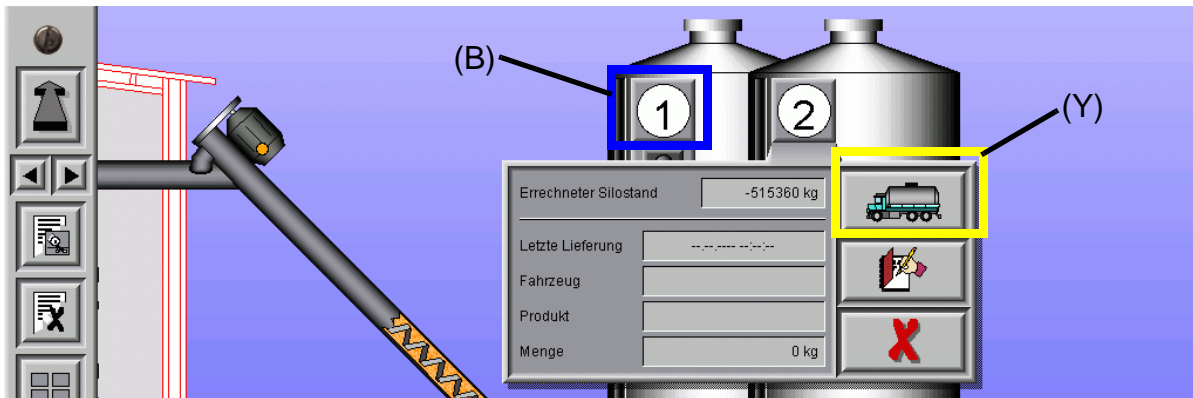 (B)
1
2
(Y)
Errechneter Silostand -515360 kg
Letzte Lieferung --.--.---- --:--:--
Fahrzeug
Produkt
Menge 0 kg